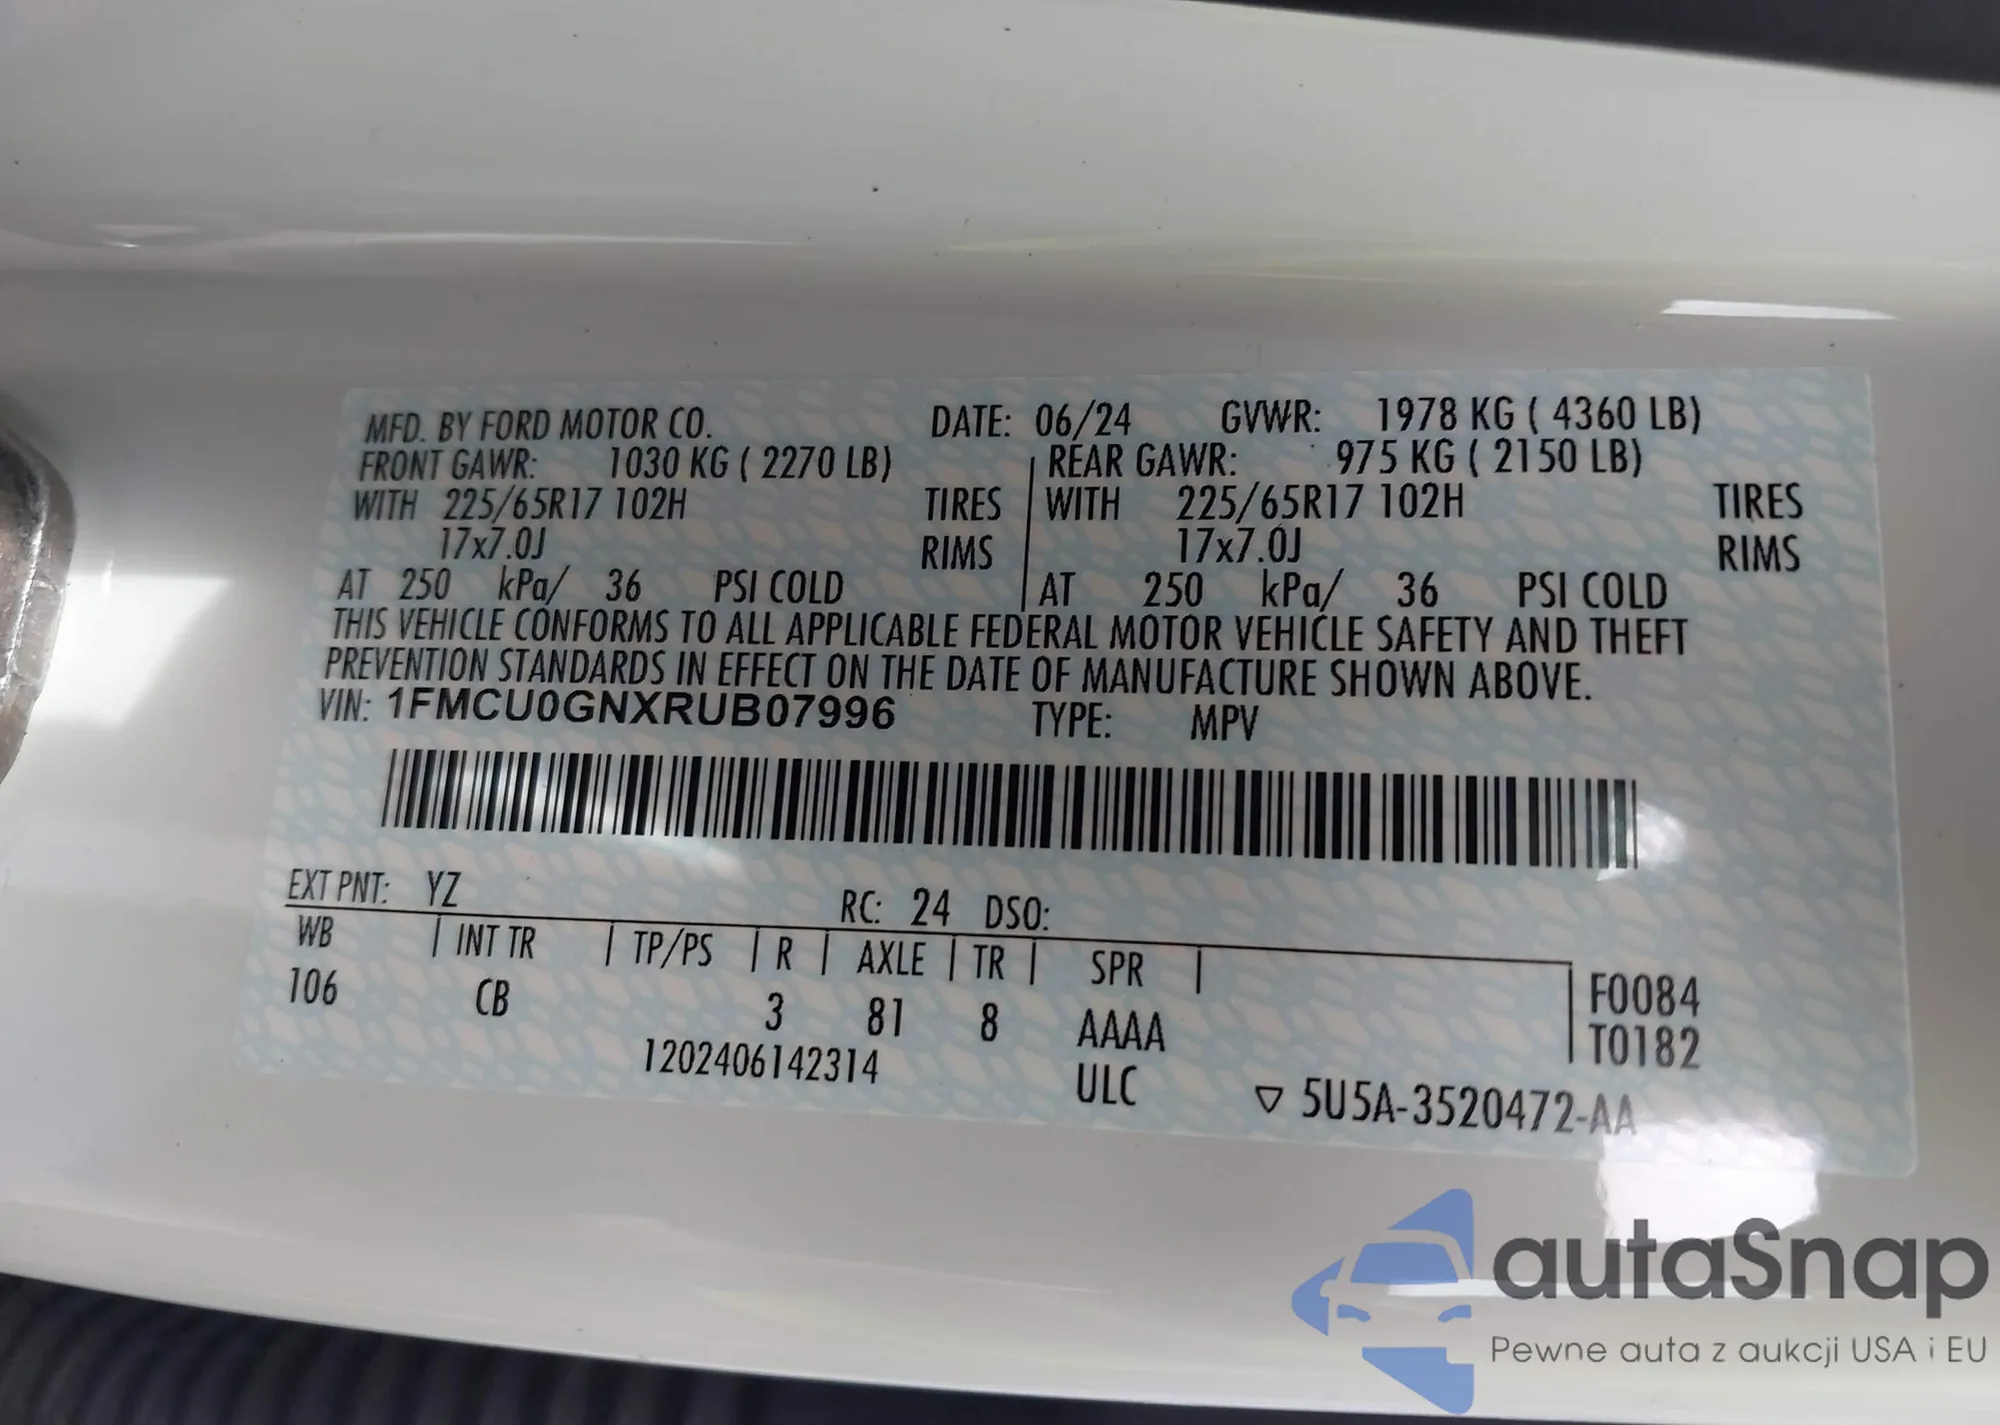 MFD. BY FORD MOTOR CO. DATE: 06/24 GVWR: 1978 KG ( 4360 LB)
FRONT GAWR: 1030 KG ( 2270 LB) REAR GAWR: 975 KG ( 2150 LB)
WITH 225/65R17 102H TIRES WITH 225/65R17 102H TIRES
17x7.0J RIMS 17x7.0J RIMS
AT 250 kPa/ 36 PSI COLD AT 250 kPa/ 36 PSI COLD
THIS VEHICLE CONFORMS TO ALL APPLICABLE FEDERAL MOTOR VEHICLE SAFETY AND THEFT
PREVENTION STANDARDS IN EFFECT ON THE DATE OF MANUFACTURE SHOWN ABOVE.
VIN: 1FMCU0GNXRUB07996 TYPE: MPV
EXT PNT: YZ RC: 24 DSO:
WB INT TR TP/PS R AXLE TR SPR
106 CB 3 81 8 AAAA F0084
T0182
1202406142314 ULC ▽ 5U5A-3520472-AA
autaSnap
Pewne auta z aukcji USA i EU